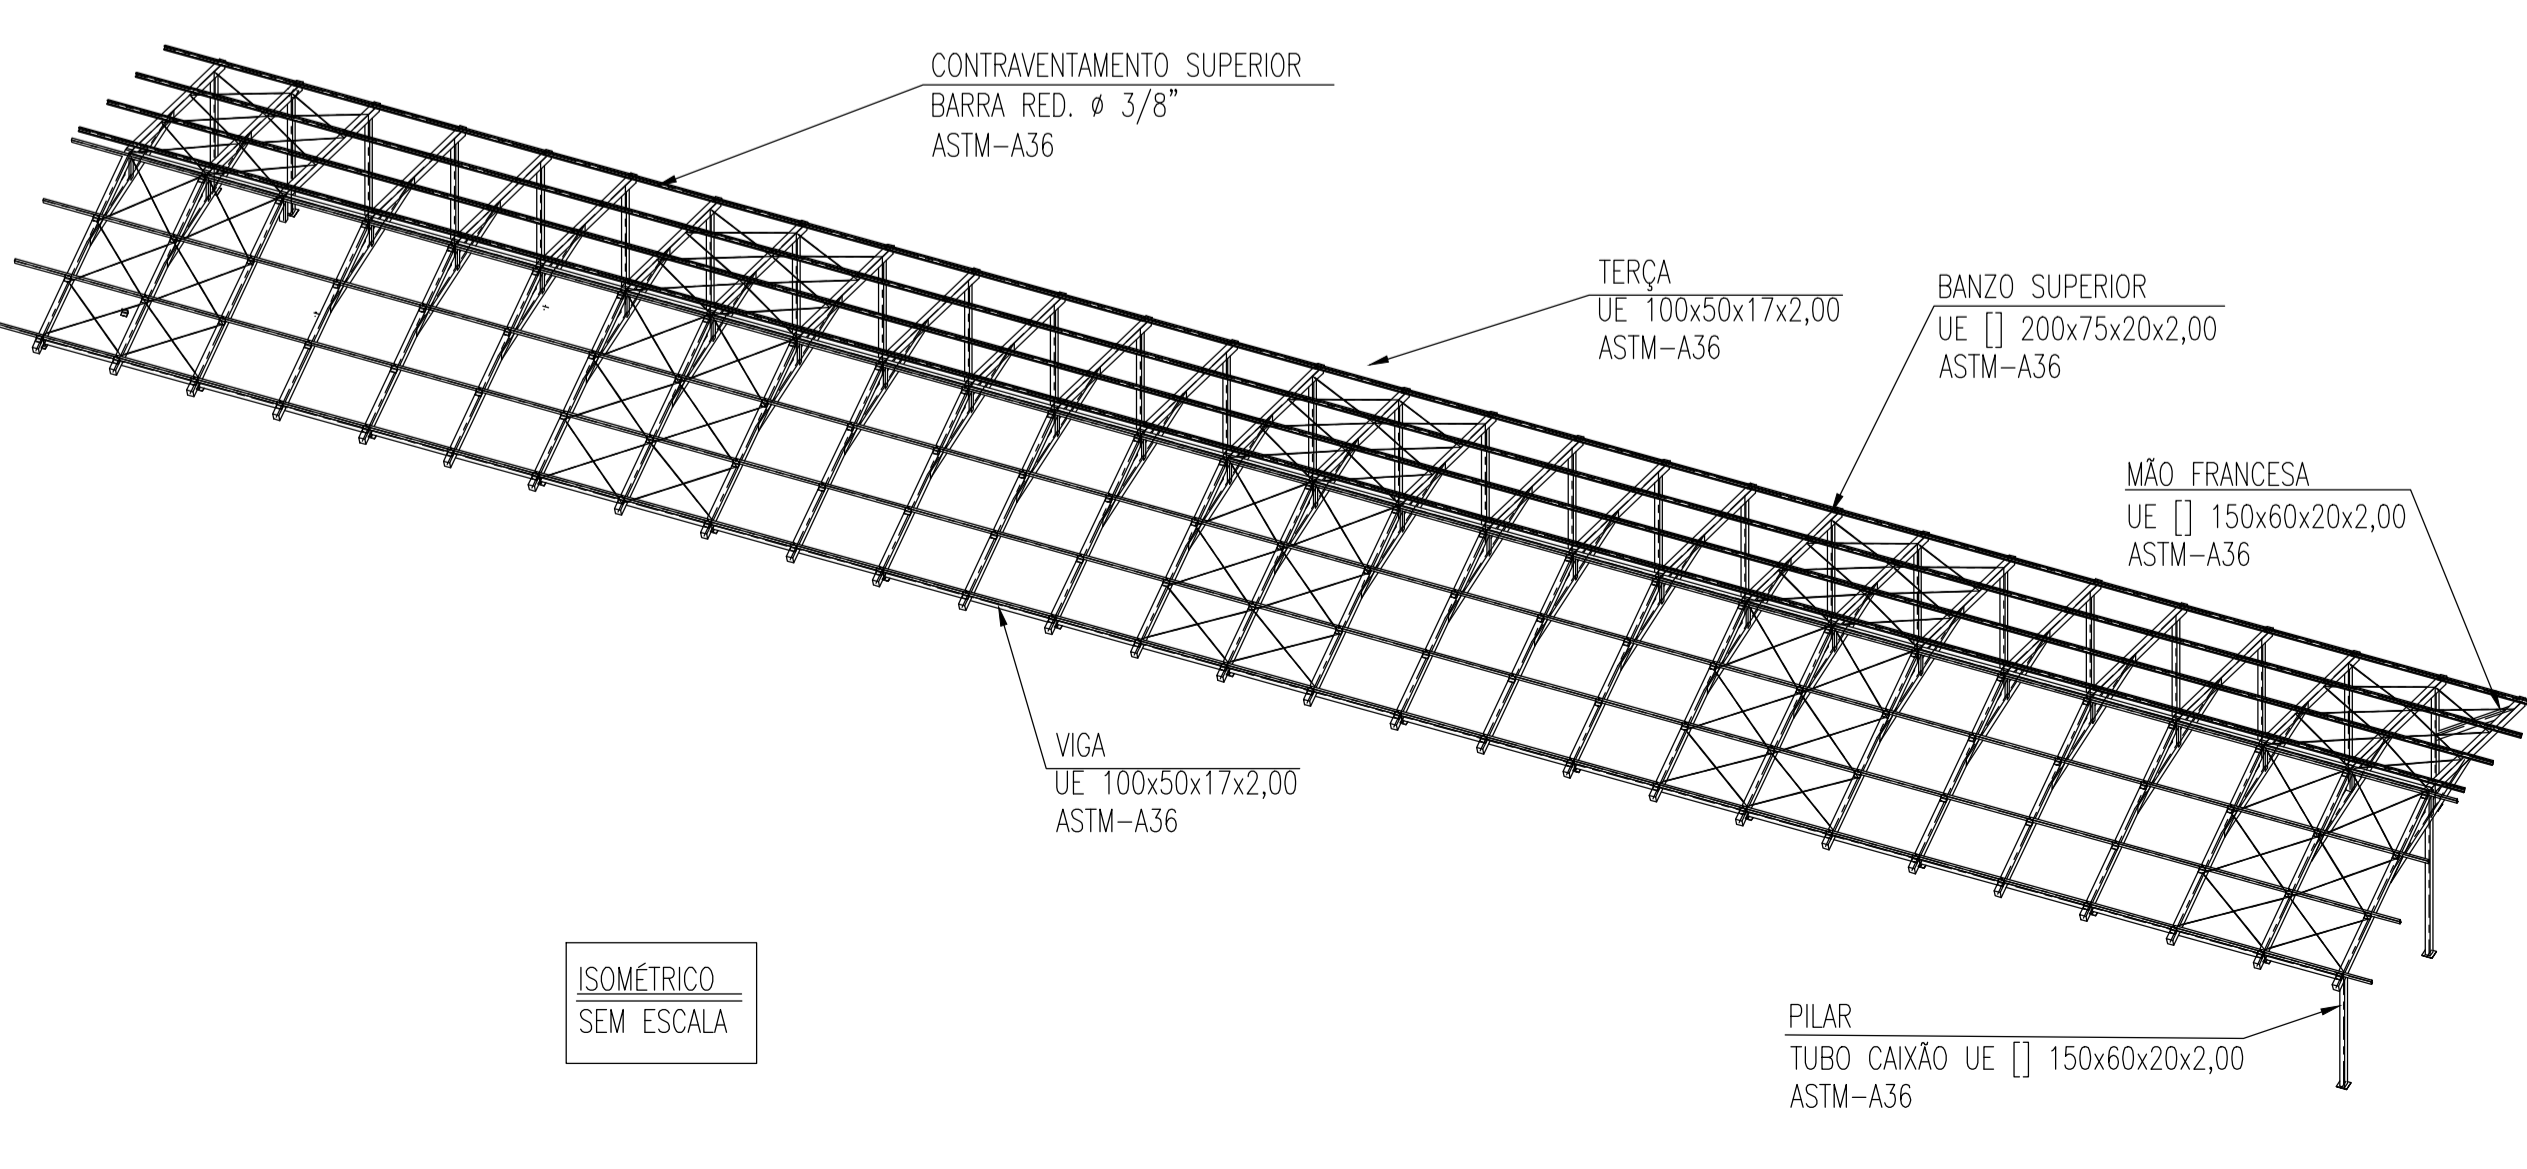 CONTRAVENTAMENTO SUPERIOR
BARRA RED. ø 3/8”
ASTM-A36
TERÇA
UE 100x50x17x2,00
ASTM-A36
BANZO SUPERIOR
UE [] 200x75x20x2,00
ASTM-A36
MÃO FRANCESA
UE [] 150x60x20x2,00
ASTM-A36
VIGA
UE 100x50x17x2,00
ASTM-A36
ISOMÉTRICO
SEM ESCALA
PILAR
TUBO CAIXÃO UE [] 150x60x20x2,00
ASTM-A36